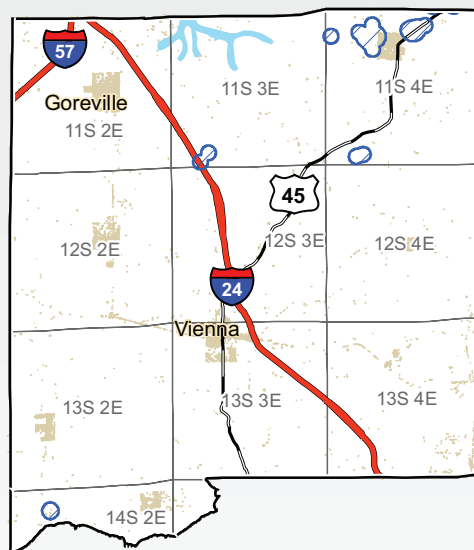 57
Goreville
11S 3E
11S 4E
11S 2E
45
12S 2E
12S 3E
12S 4E
24
Vienna
13S 2E
13S 3E
13S 4E
14S 2E